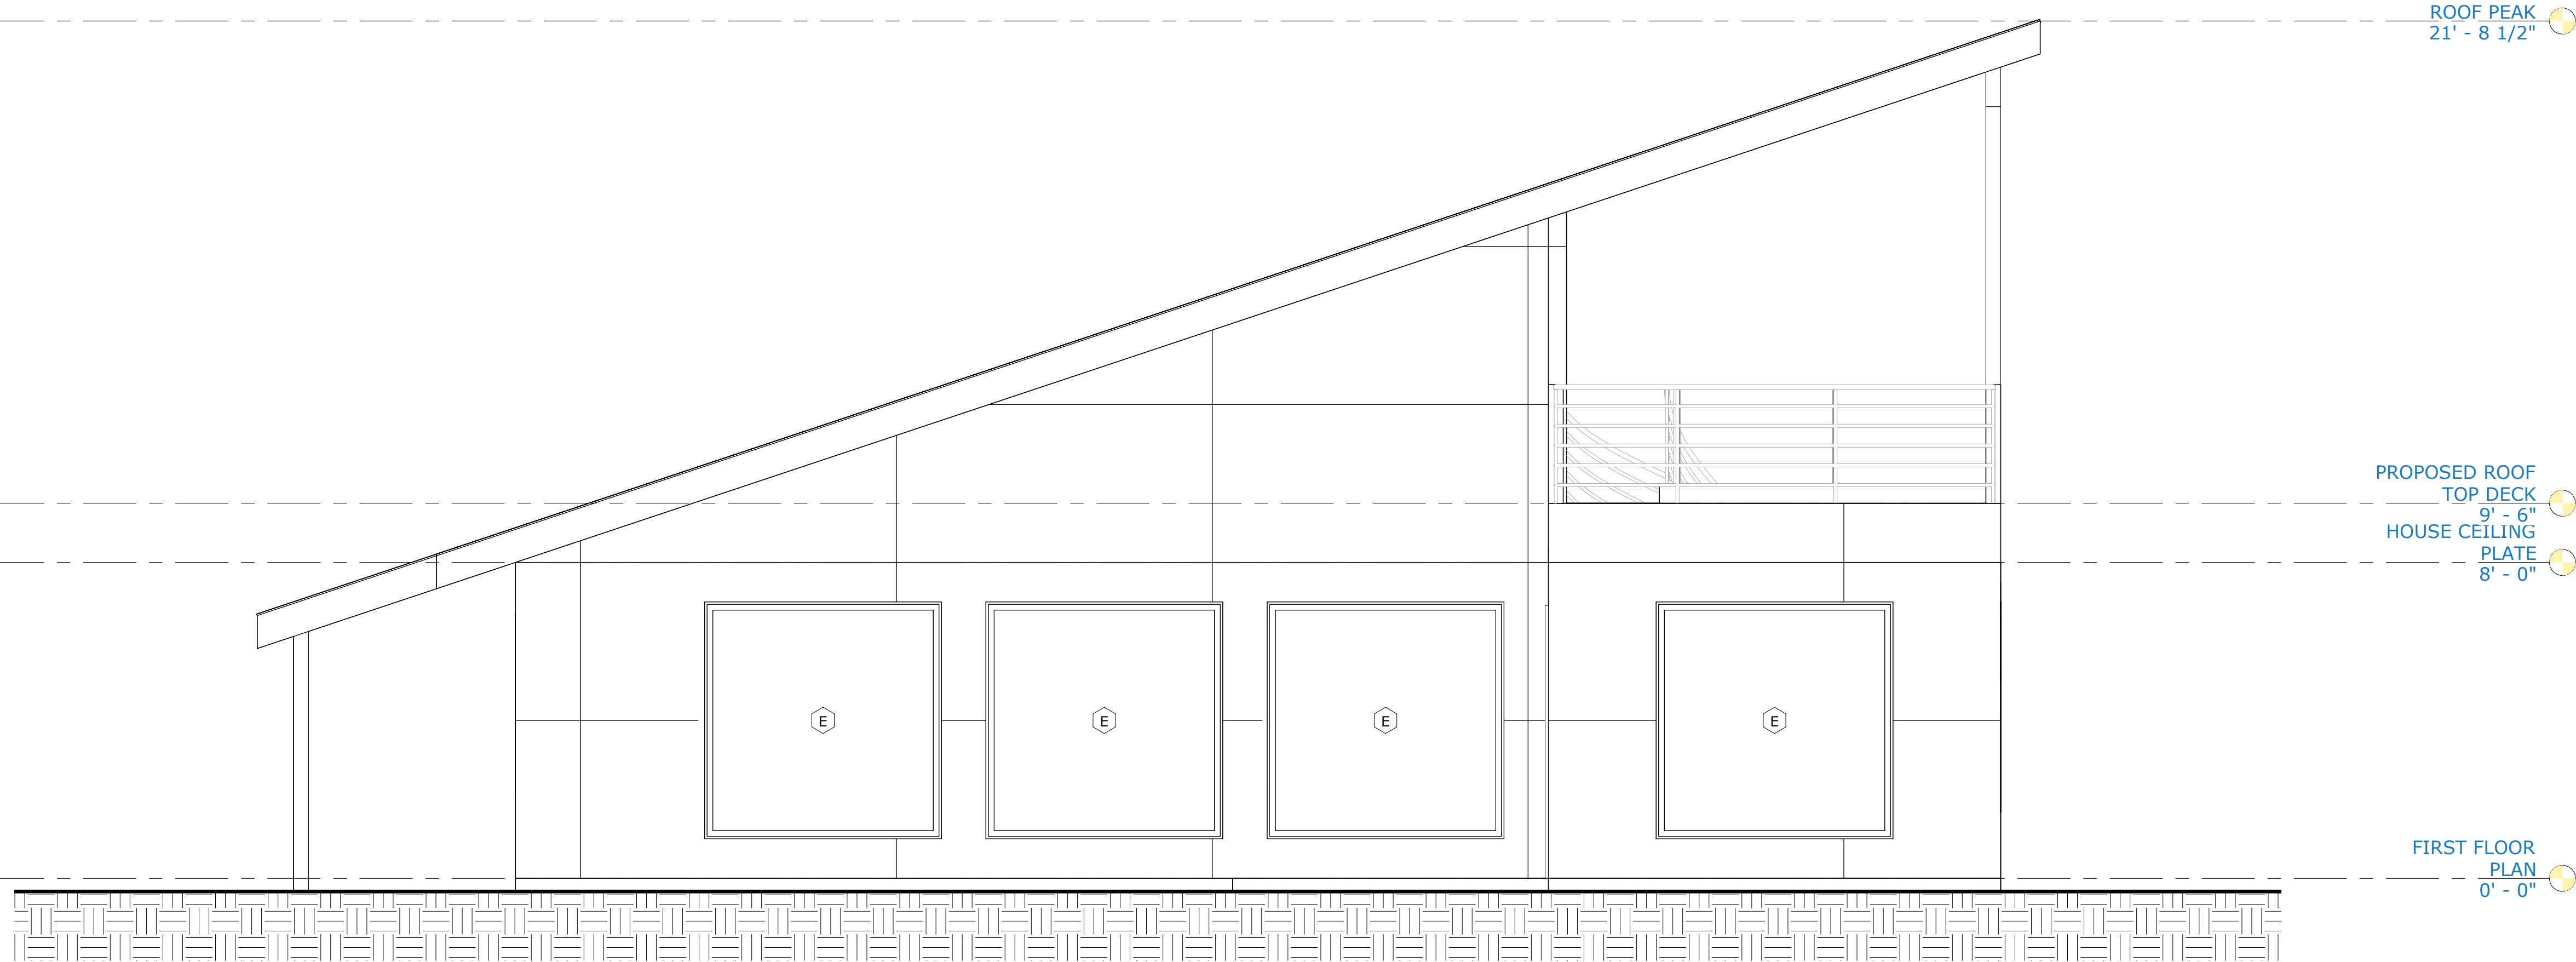 ROOF PEAK
21' - 8 1/2"
PROPOSED ROOF
TOP DECK
9' - 6"
HOUSE CEILING
PLATE
8' - 0"
E E E E
FIRST FLOOR
PLAN
0' - 0"